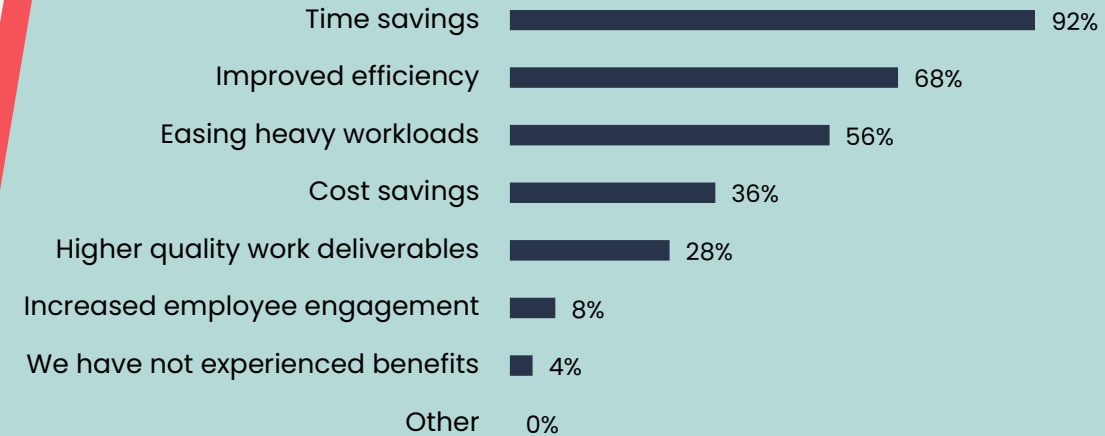 Time savings 92%
Improved efficiency 68%
Easing heavy workloads 56%
Cost savings 36%
Higher quality work deliverables 28%
Increased employee engagement 8%
We have not experienced benefits 4%
Other 0%